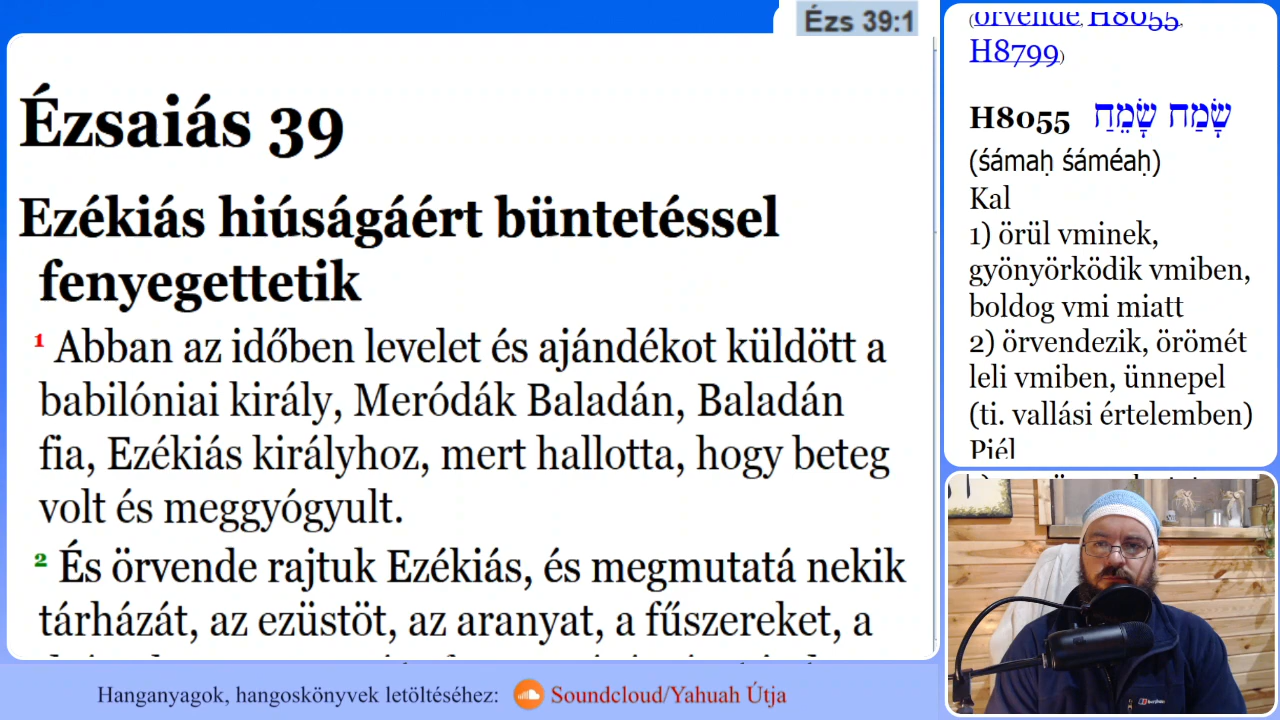 Ézs 39:1
Ézsaiás 39
Ezékiás hiúságáért büntetéssel
fenyegettetik
1 Abban az időben levelet és ajándékot küldött a
babilóniai király, Meródák Baladán, Baladán
fia, Ezékiás királyhoz, mert hallotta, hogy beteg
volt és meggyógyult.
2 És örvende rajtuk Ezékiás, és megmutatá nekik
tárházát, az ezüstöt, az aranyat, a fűszereket, a
(örvende, H8055,
H8799)
H8055 שָׂמַח שָׂמֵחַ
(śámaḥ śáméaḥ)
Kal
1) örül vminek,
gyönyörködik vmiben,
boldog vmi miatt
2) örvendezik, örömét
leli vmiben, ünnepel
(ti. vallási értelemben)
Piél
Hanganyagok, hangoskönyvek letöltéséhez: Soundcloud/Yahuah Útja